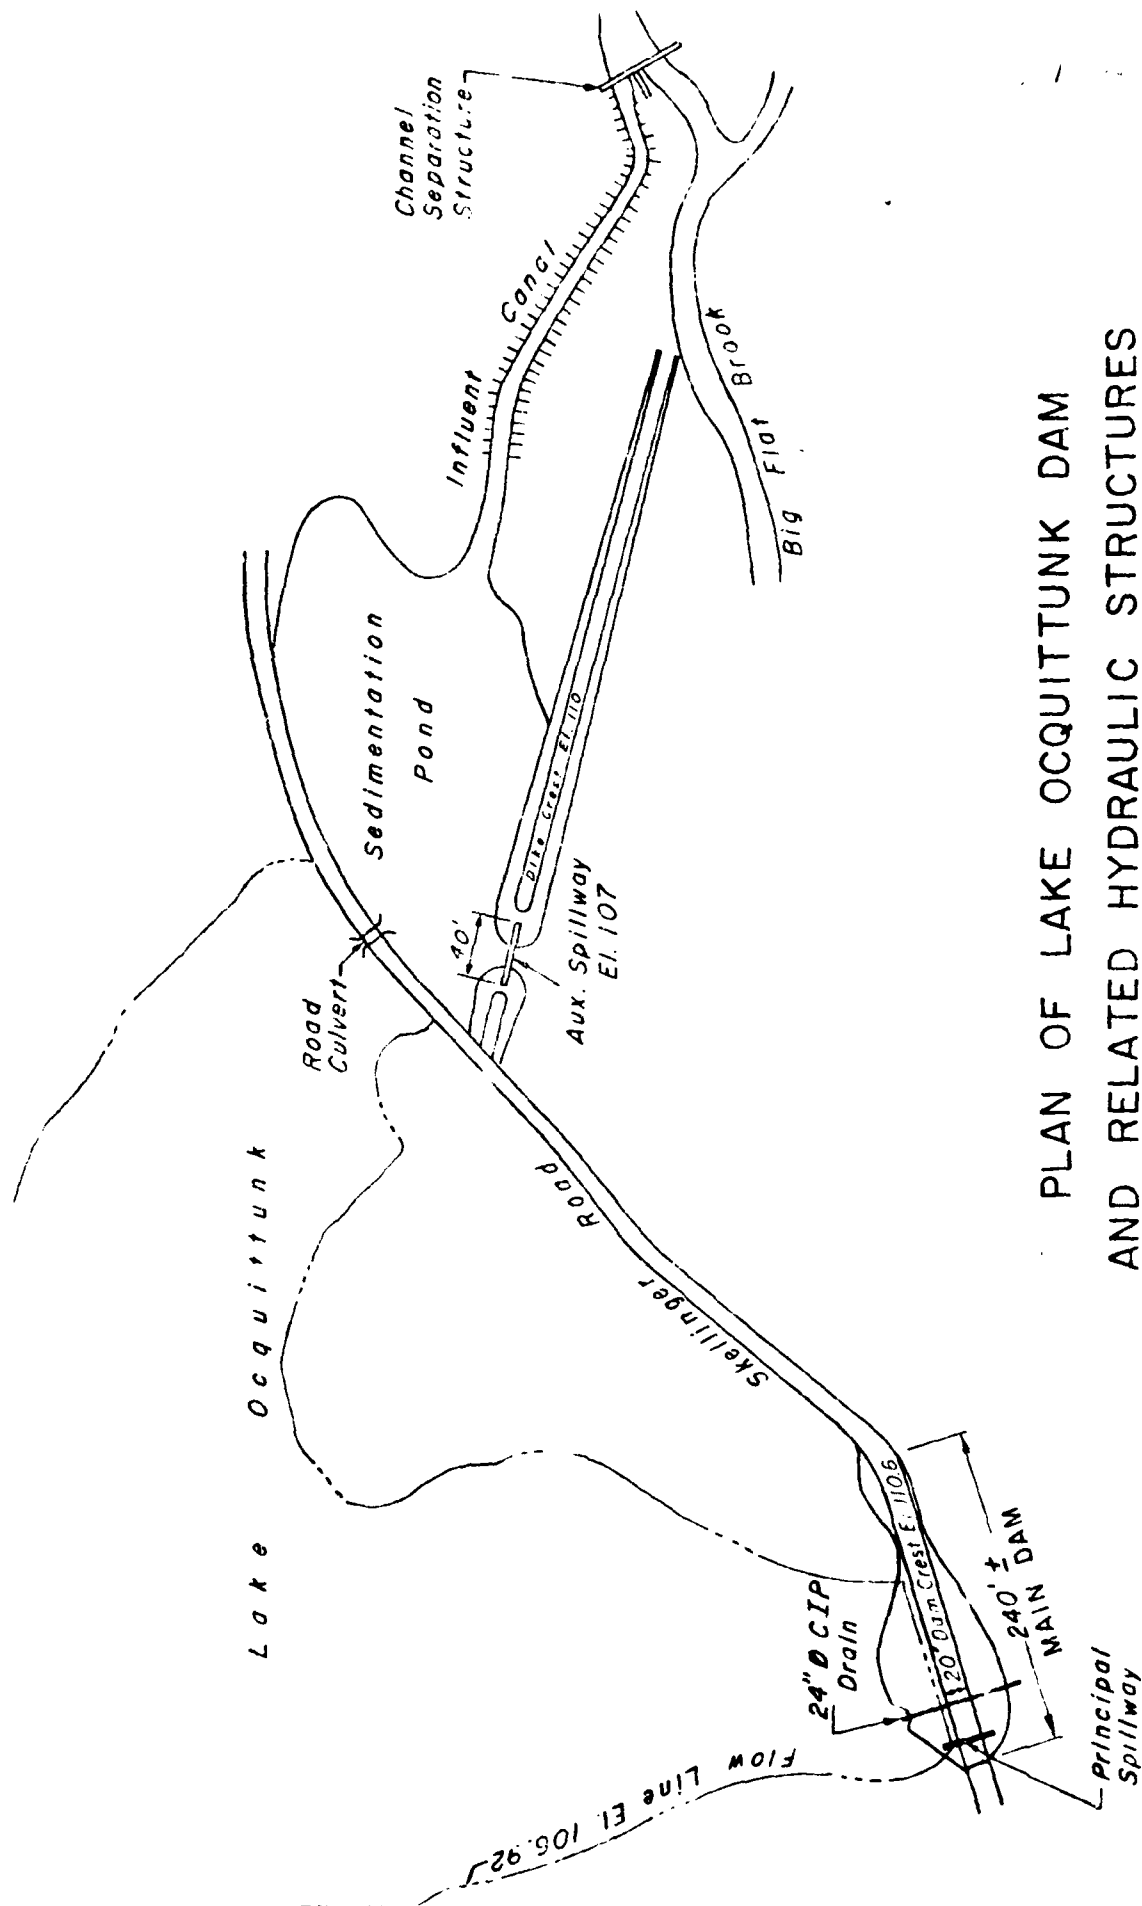 Channel
Separation
Structure
Influent Canal
Big Flat Brook
Sedimentation
Pond
Dike Crest El. 110
40'
Aux. Spillway
El. 107
Road
Culvert
Lake Ocquittunk
Skellinger Road
20' Dam Crest El. 110.6
240' ±
MAIN DAM
24" D C.I.P
Drain
Principal
Spillway
Flow Line El. 106.92
PLAN OF LAKE OCQUITTUNK DAM
AND RELATED HYDRAULIC STRUCTURES